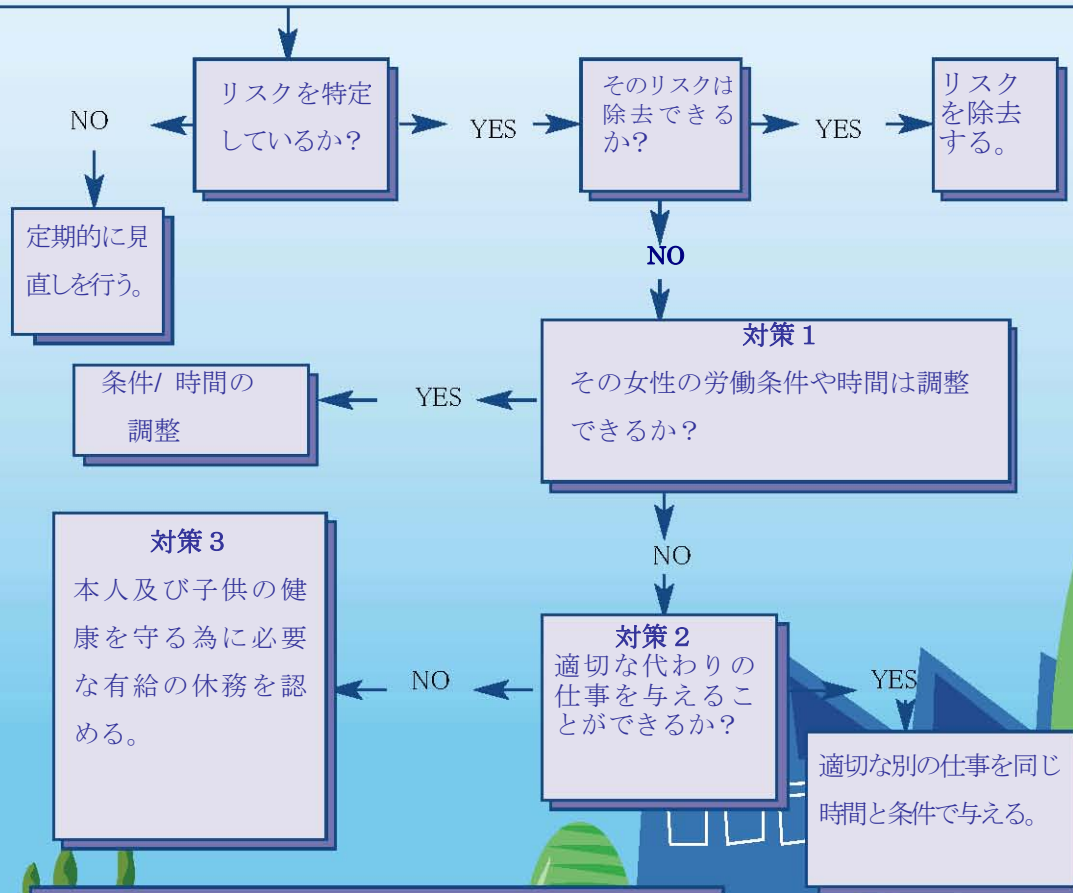 リスクを特定
しているか?
NO
YES
そのリスクは
除去できる
か?
YES
リスク
を除去
する。
定期的に見
直しを行う。
NO
対策1
その女性の労働条件や時間は調整
できるか?
YES
条件/ 時間の
調整
NO
対策2
適切な代わりの
仕事を与えるこ
とができるか?
NO
対策3
本人及び子供の健
康を守る為に必要
な有給の休務を認
める。
YES
適切な別の仕事を同じ
時間と条件で与える。